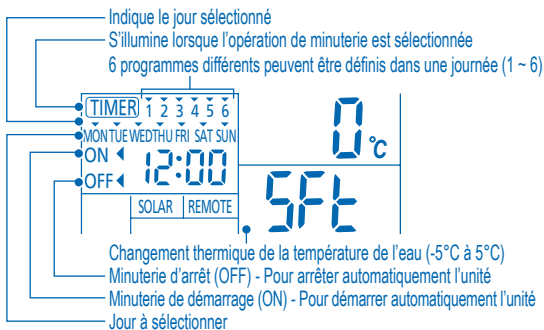 Indique le jour sélectionné
S'illumine lorsque l'opération de minuterie est sélectionnée
6 programmes différents peuvent être définis dans une journée (1 ~ 6)
TIMER 1 2 3 4 5 6
MON TUE WED THU FRI SAT SUN
ON
12:00
OFF
0 °C
SOLAR REMOTE
.SFt
Changement thermique de la température de l'eau (-5°C à 5°C)
Minuterie d'arrêt (OFF) - Pour arrêter automatiquement l'unité
Minuterie de démarrage (ON) - Pour démarrer automatiquement l'unité
Jour à sélectionner